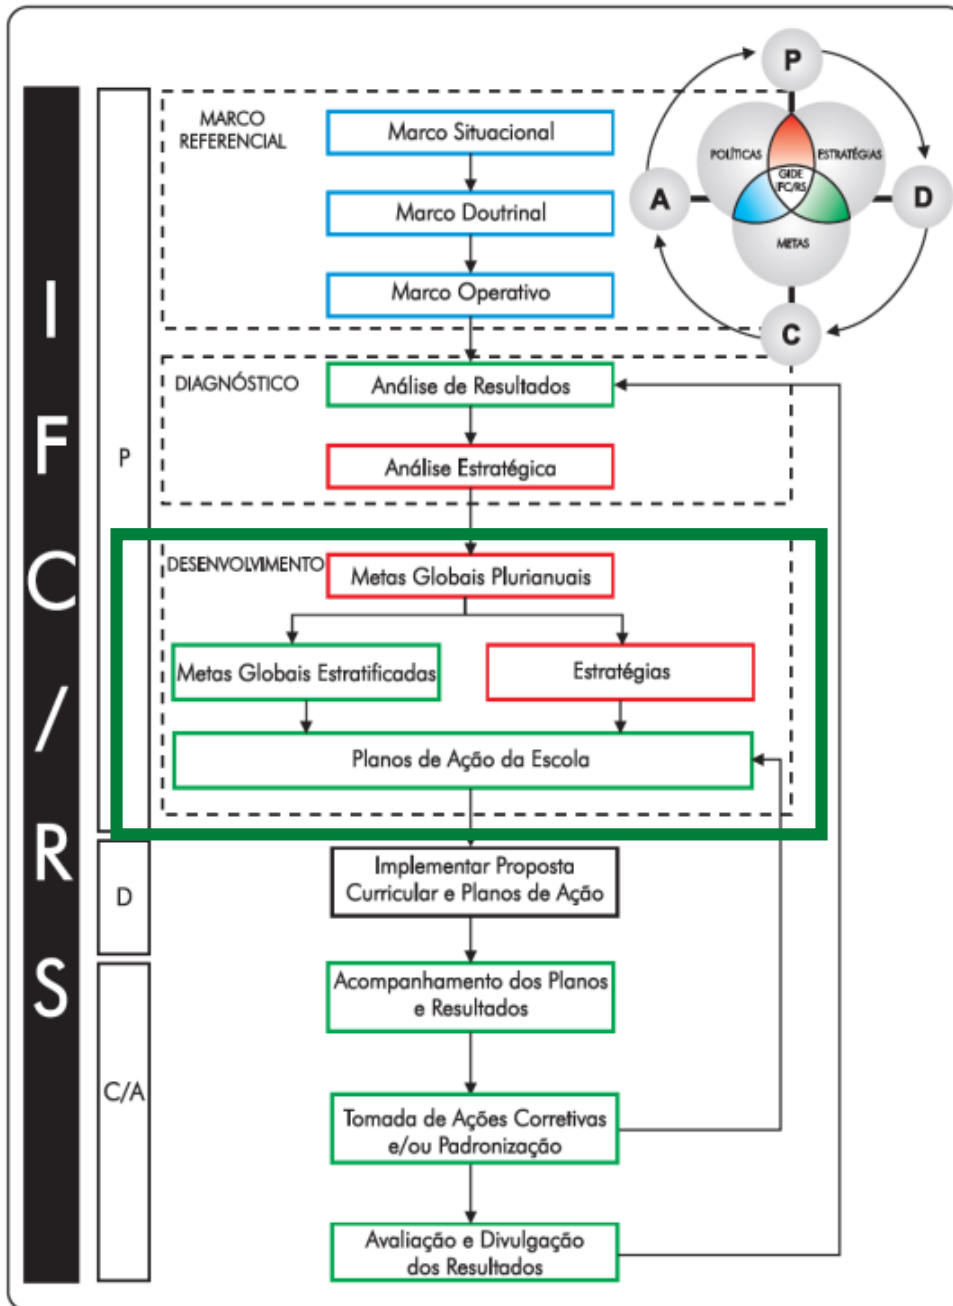 I
F
C
/
R
S
P
D
C/A
MARCO
REFERENCIAL
Marco Situacional
Marco Doutrinal
Marco Operativo
P
D
C
A
POLÍTICAS
ESTRATÉGIAS
GIDE
IFC/RS
METAS
DIAGNÓSTICO
Análise de Resultados
Análise Estratégica
DESENVOLVIMENTO
Metas Globais Plurianuais
Metas Globais Estratificadas
Estratégias
Planos de Ação da Escola
Implementar Proposta
Curricular e Planos de Ação
Acompanhamento dos Planos
e Resultados
Tomada de Ações Corretivas
e/ou Padronização
Avaliação e Divulgação
dos Resultados